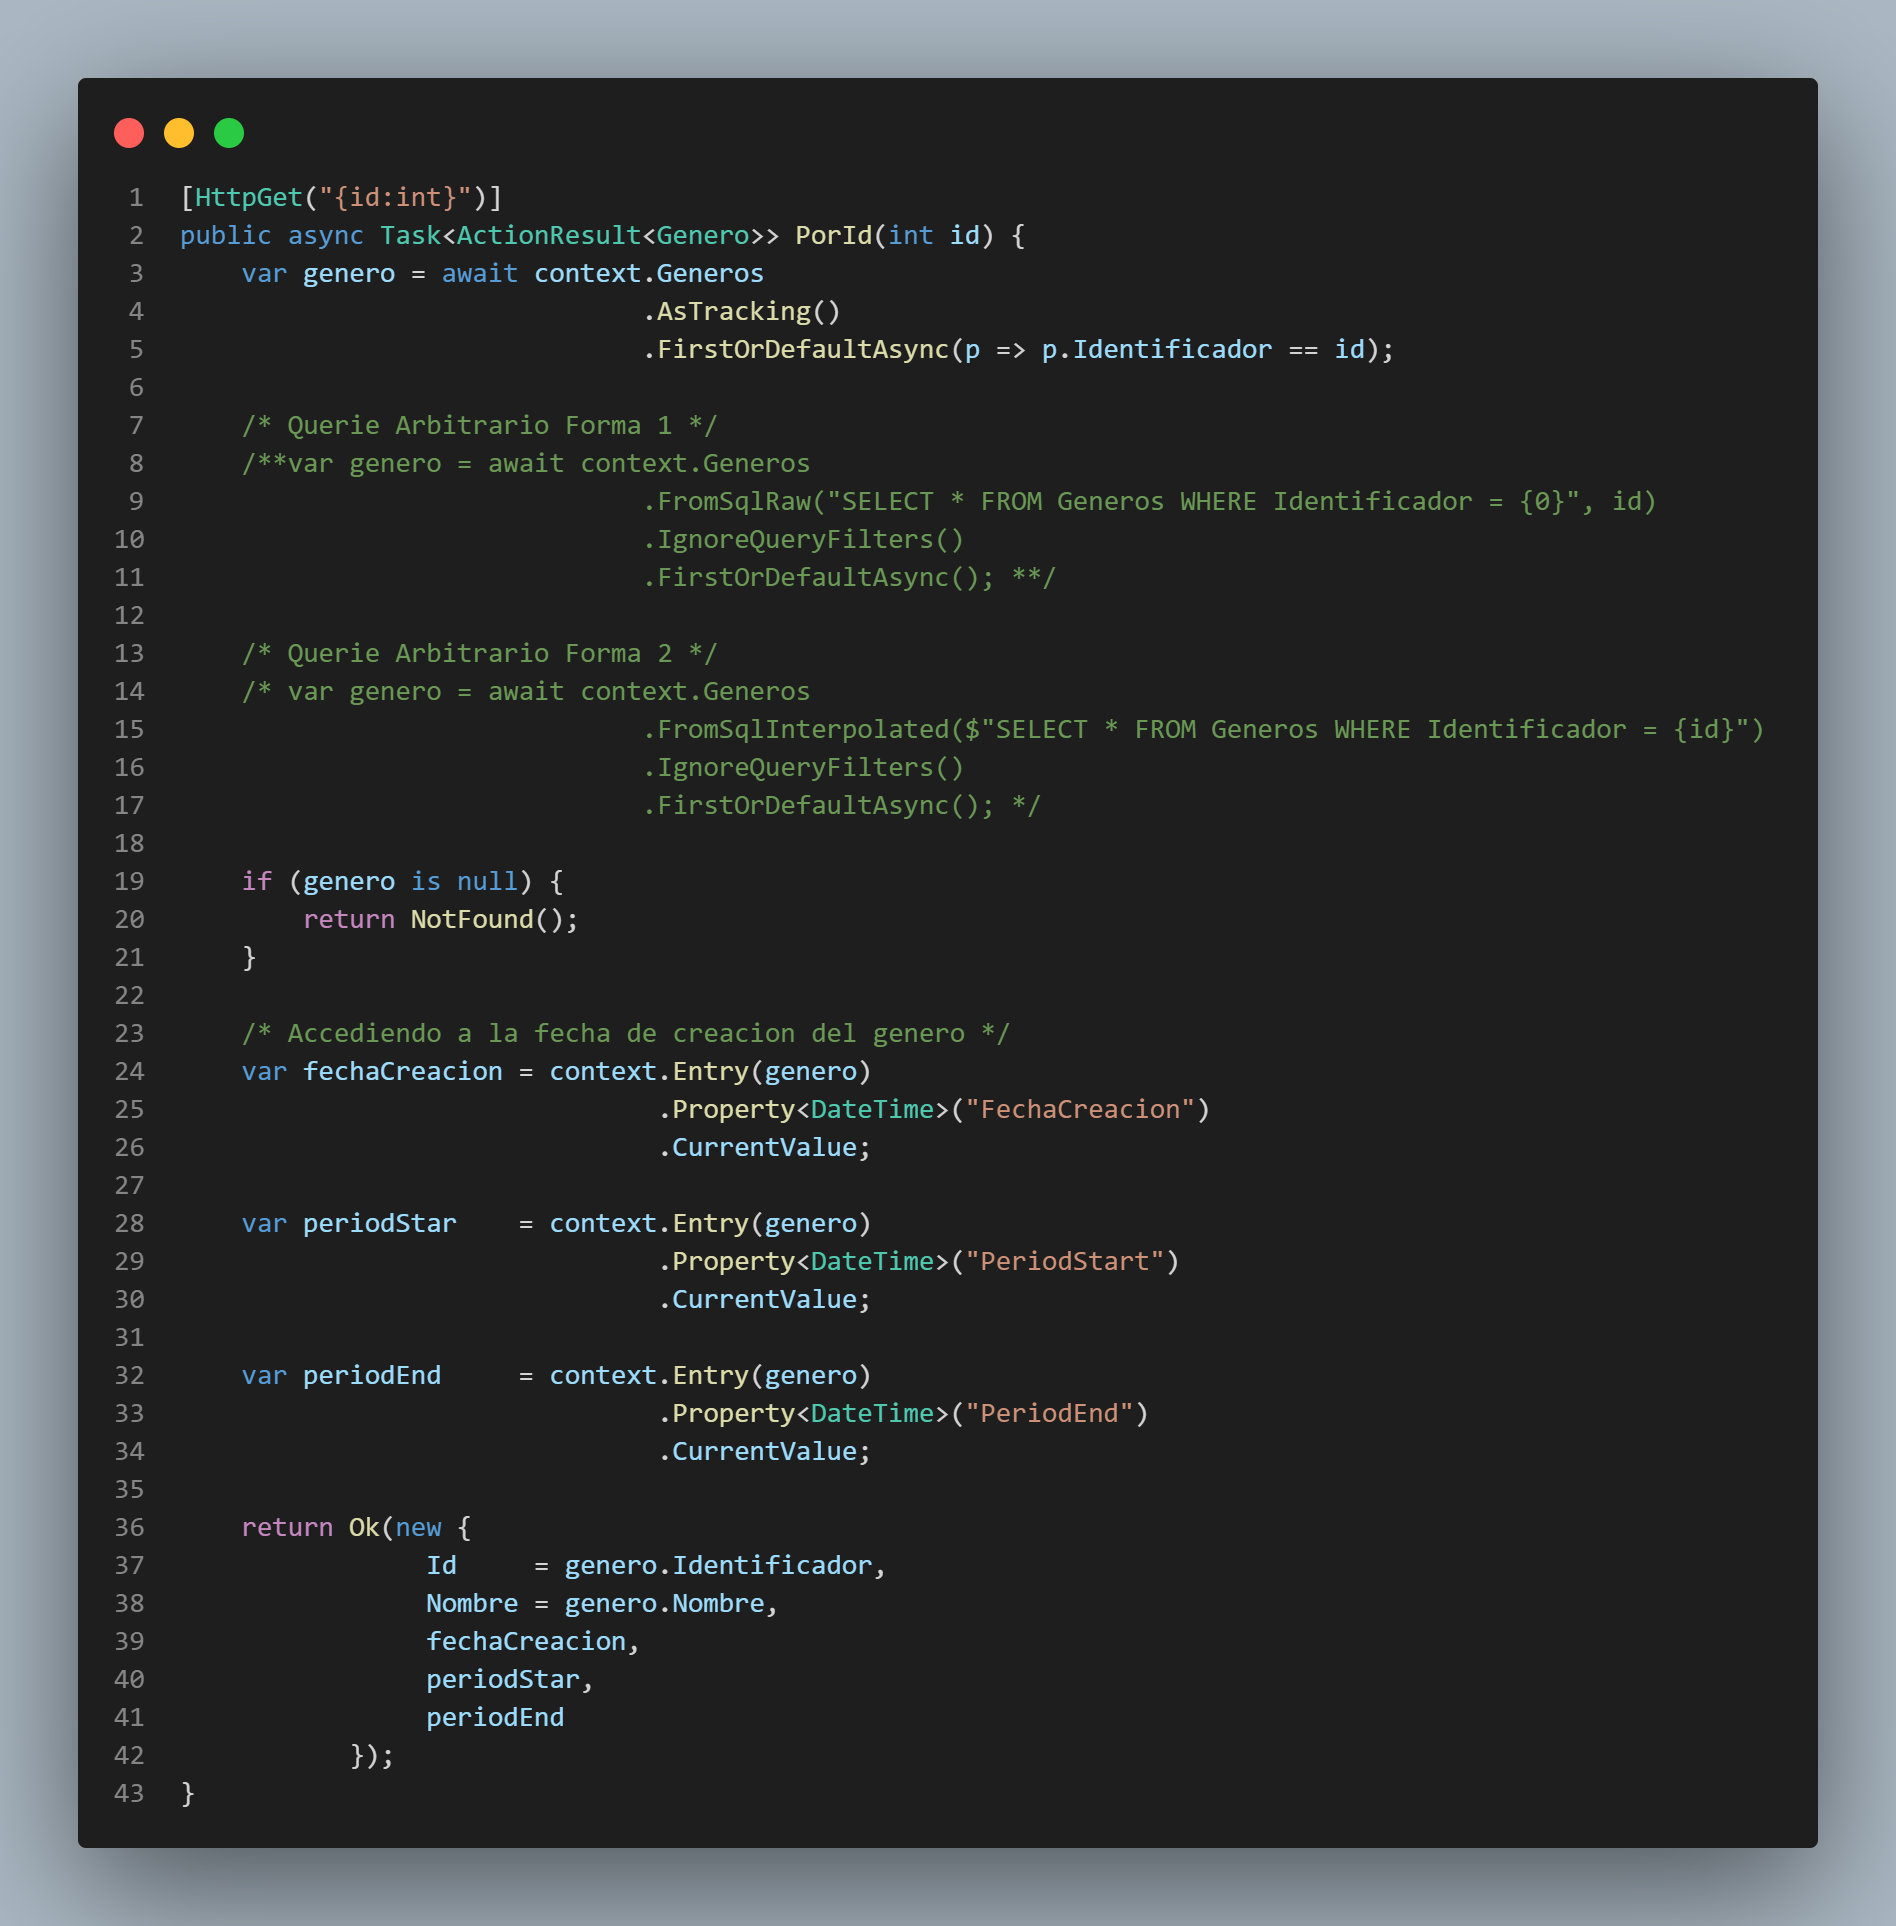 1 [HttpGet("{id:int}")]
2 public async Task<ActionResult<Genero>> PorId(int id) {
3     var genero = await context.Generos
4                               .AsTracking()
5                               .FirstOrDefaultAsync(p => p.Identificador == id);
6
7     /* Querie Arbitrario Forma 1 */
8     /**var genero = await context.Generos
9                               .FromSqlRaw("SELECT * FROM Generos WHERE Identificador = {0}", id)
10                               .IgnoreQueryFilters()
11                               .FirstOrDefaultAsync(); **/
12
13     /* Querie Arbitrario Forma 2 */
14     /* var genero = await context.Generos
15                               .FromSqlInterpolated($"SELECT * FROM Generos WHERE Identificador = {id}")
16                               .IgnoreQueryFilters()
17                               .FirstOrDefaultAsync(); */
18
19     if (genero is null) {
20         return NotFound();
21     }
22
23     /* Accediendo a la fecha de creacion del genero */
24     var fechaCreacion = context.Entry(genero)
25                                .Property<DateTime>("FechaCreacion")
26                                .CurrentValue;
27
28     var periodStar    = context.Entry(genero)
29                                .Property<DateTime>("PeriodStart")
30                                .CurrentValue;
31
32     var periodEnd     = context.Entry(genero)
33                                .Property<DateTime>("PeriodEnd")
34                                .CurrentValue;
35
36     return Ok(new {
37                 Id     = genero.Identificador,
38                 Nombre = genero.Nombre,
39                 fechaCreacion,
40                 periodStar,
41                 periodEnd
42            });
43 }